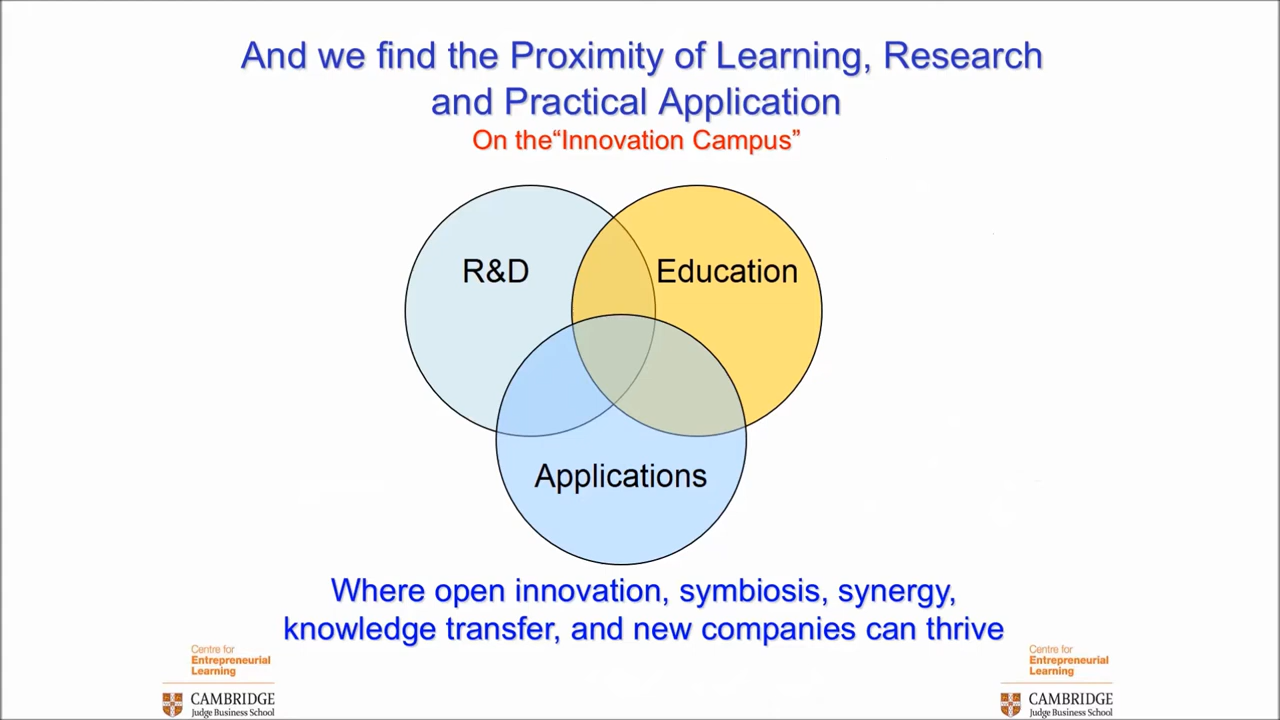 And we find the Proximity of Learning, Research
and Practical Application
On the“Innovation Campus”
R&D
Education
Applications
Where open innovation, symbiosis, synergy,
knowledge transfer, and new companies can thrive
Centre for
Entrepreneurial
Learning
CAMBRIDGE
Judge Business School
Centre for
Entrepreneurial
Learning
CAMBRIDGE
Judge Business School